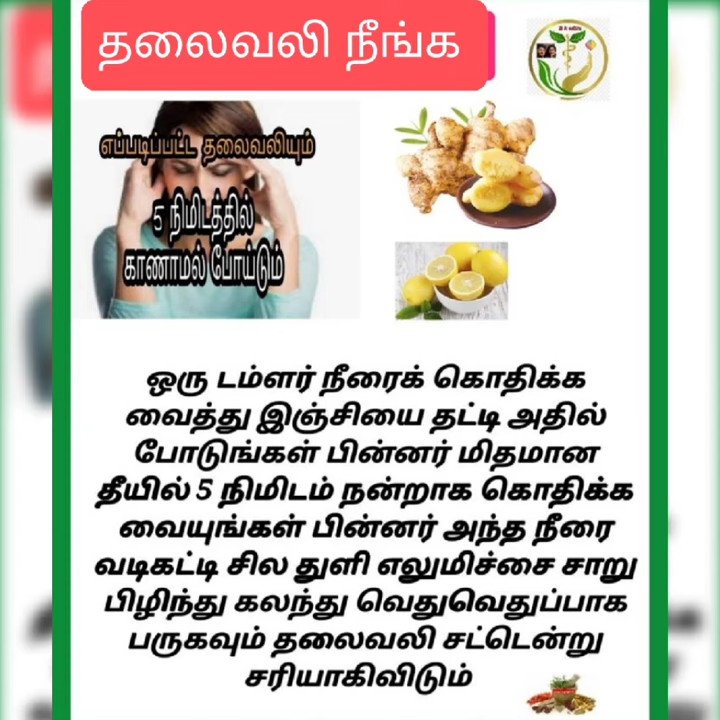 தலைவலி நீங்க
எப்படிப்பட்ட தலைவலியும்
5 நிமிடத்தில்
காணாமல் போய்டும்
ஒரு டம்ளர் நீரைக் கொதிக்க
வைத்து இஞ்சியை தட்டி அதில்
போடுங்கள் பின்னர் மிதமான
தீயில் 5 நிமிடம் நன்றாக கொதிக்க
வையுங்கள் பின்னர் அந்த நீரை
வடிகட்டி சில துளி எலுமிச்சை சாறு
பிழிந்து கலந்து வெதுவெதுப்பாக
பருகவும் தலைவலி சட்டென்று
சரியாகிவிடும்